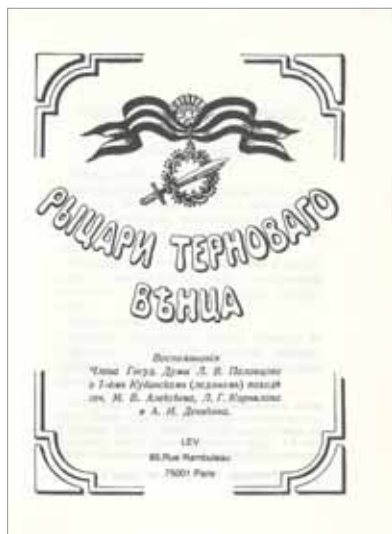 РЫЦАРИ ТЕРНОВАГО
ВѢНЦА
Воспоминанія
Члена Госуд. Думы Л. В. Половцова
о 1-омъ Кубанскомъ (ледяномъ) походѣ
ген. М. В. Алексѣева, Л. Г. Корнилова
и А. И. Деникина.
LEV
85, Rue Rambuteau
75001 Paris